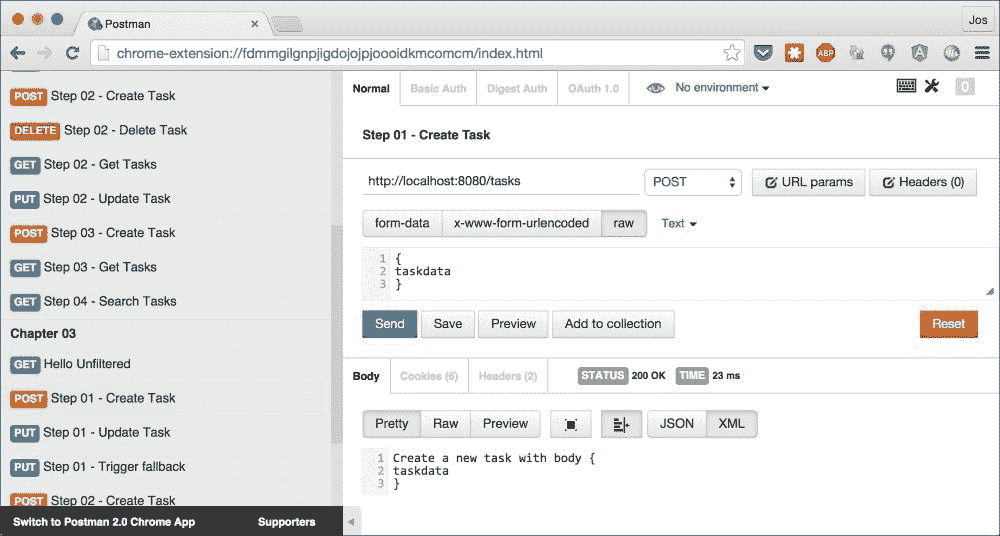 Postman
Jos
chrome-extension://fdmmgilgnpjigdojojpjoooidkmcomcm/index.html
ABP
POST Step 02 - Create Task
DELETE Step 02 - Delete Task
GET Step 02 - Get Tasks
PUT Step 02 - Update Task
POST Step 03 - Create Task
GET Step 03 - Get Tasks
GET Step 04 - Search Tasks
Chapter 03
GET Hello Unfiltered
POST Step 01 - Create Task
PUT Step 01 - Update Task
PUT Step 01 - Trigger fallback
POST Step 02 - Create Task
Switch to Postman 2.0 Chrome App Supporters
Normal Basic Auth Digest Auth OAuth 1.0 No environment 0
Step 01 - Create Task
http://localhost:8080/tasks POST URL params Headers (0)
form-data x-www-form-urlencoded raw Text
1 {
2 taskdata
3 }
Send Save Preview Add to collection Reset
Body Cookies (6) Headers (2) STATUS 200 OK TIME 23 ms
Pretty Raw Preview JSON XML
1 Create a new task with body {
2 taskdata
3 }